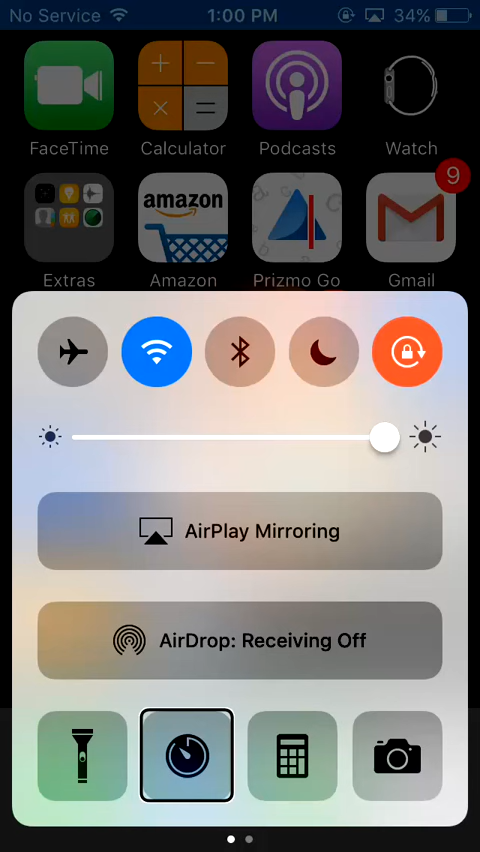 No Service 1:00 PM 34%
FaceTime Calculator Podcasts Watch
9
amazon
Extras Amazon Prizmo Go Gmail
AirPlay Mirroring
AirDrop: Receiving Off